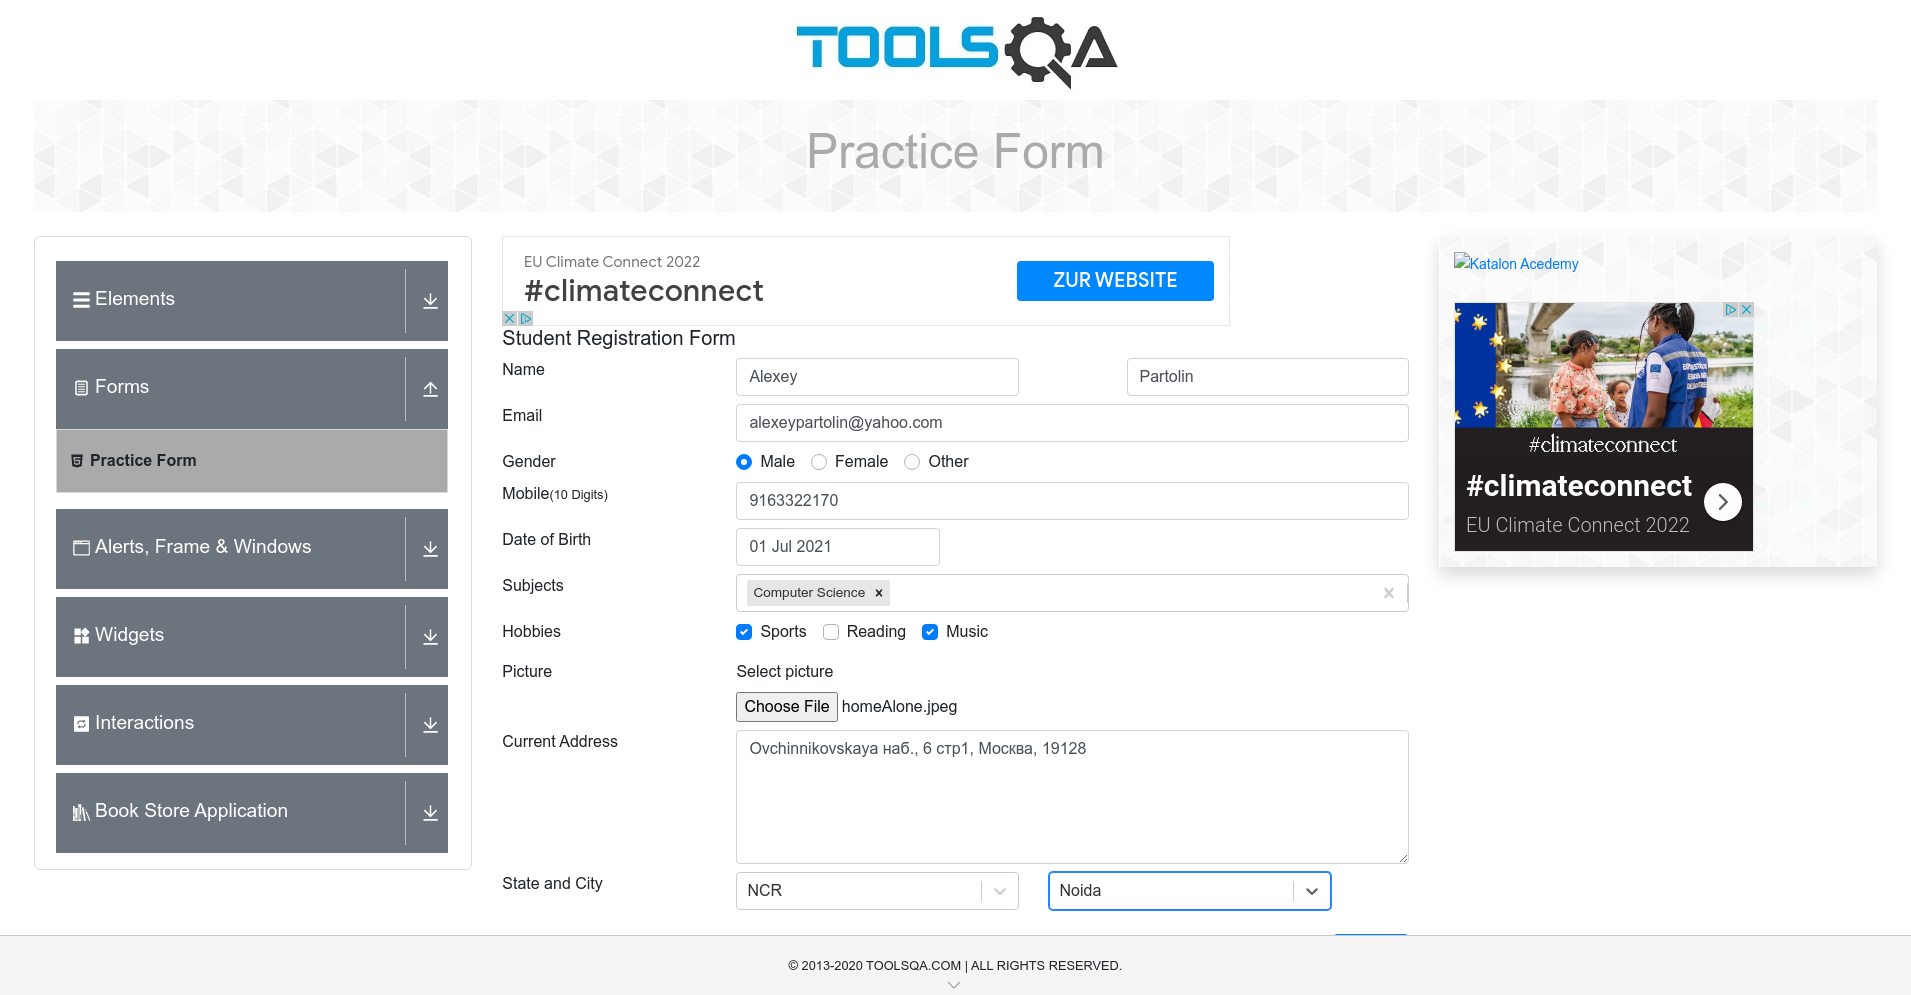 TOOLSQA
Practice Form
Elements
Forms
Practice Form
Alerts, Frame & Windows
Widgets
Interactions
Book Store Application
EU Climate Connect 2022
#climateconnect
ZUR WEBSITE
Student Registration Form
Name Alexey Partolin
Email alexeypartolin@yahoo.com
Gender Male Female Other
Mobile(10 Digits) 9163322170
Date of Birth 01 Jul 2021
Subjects Computer Science
Hobbies Sports Reading Music
Picture Select picture
Choose File homeAlone.jpeg
Current Address Ovchinnikovskaya наб., 6 стр1, Москва, 19128
State and City NCR Noida
Katalon Acedemy
#climateconnect
#climateconnect
EU Climate Connect 2022
© 2013-2020 TOOLSQA.COM | ALL RIGHTS RESERVED.